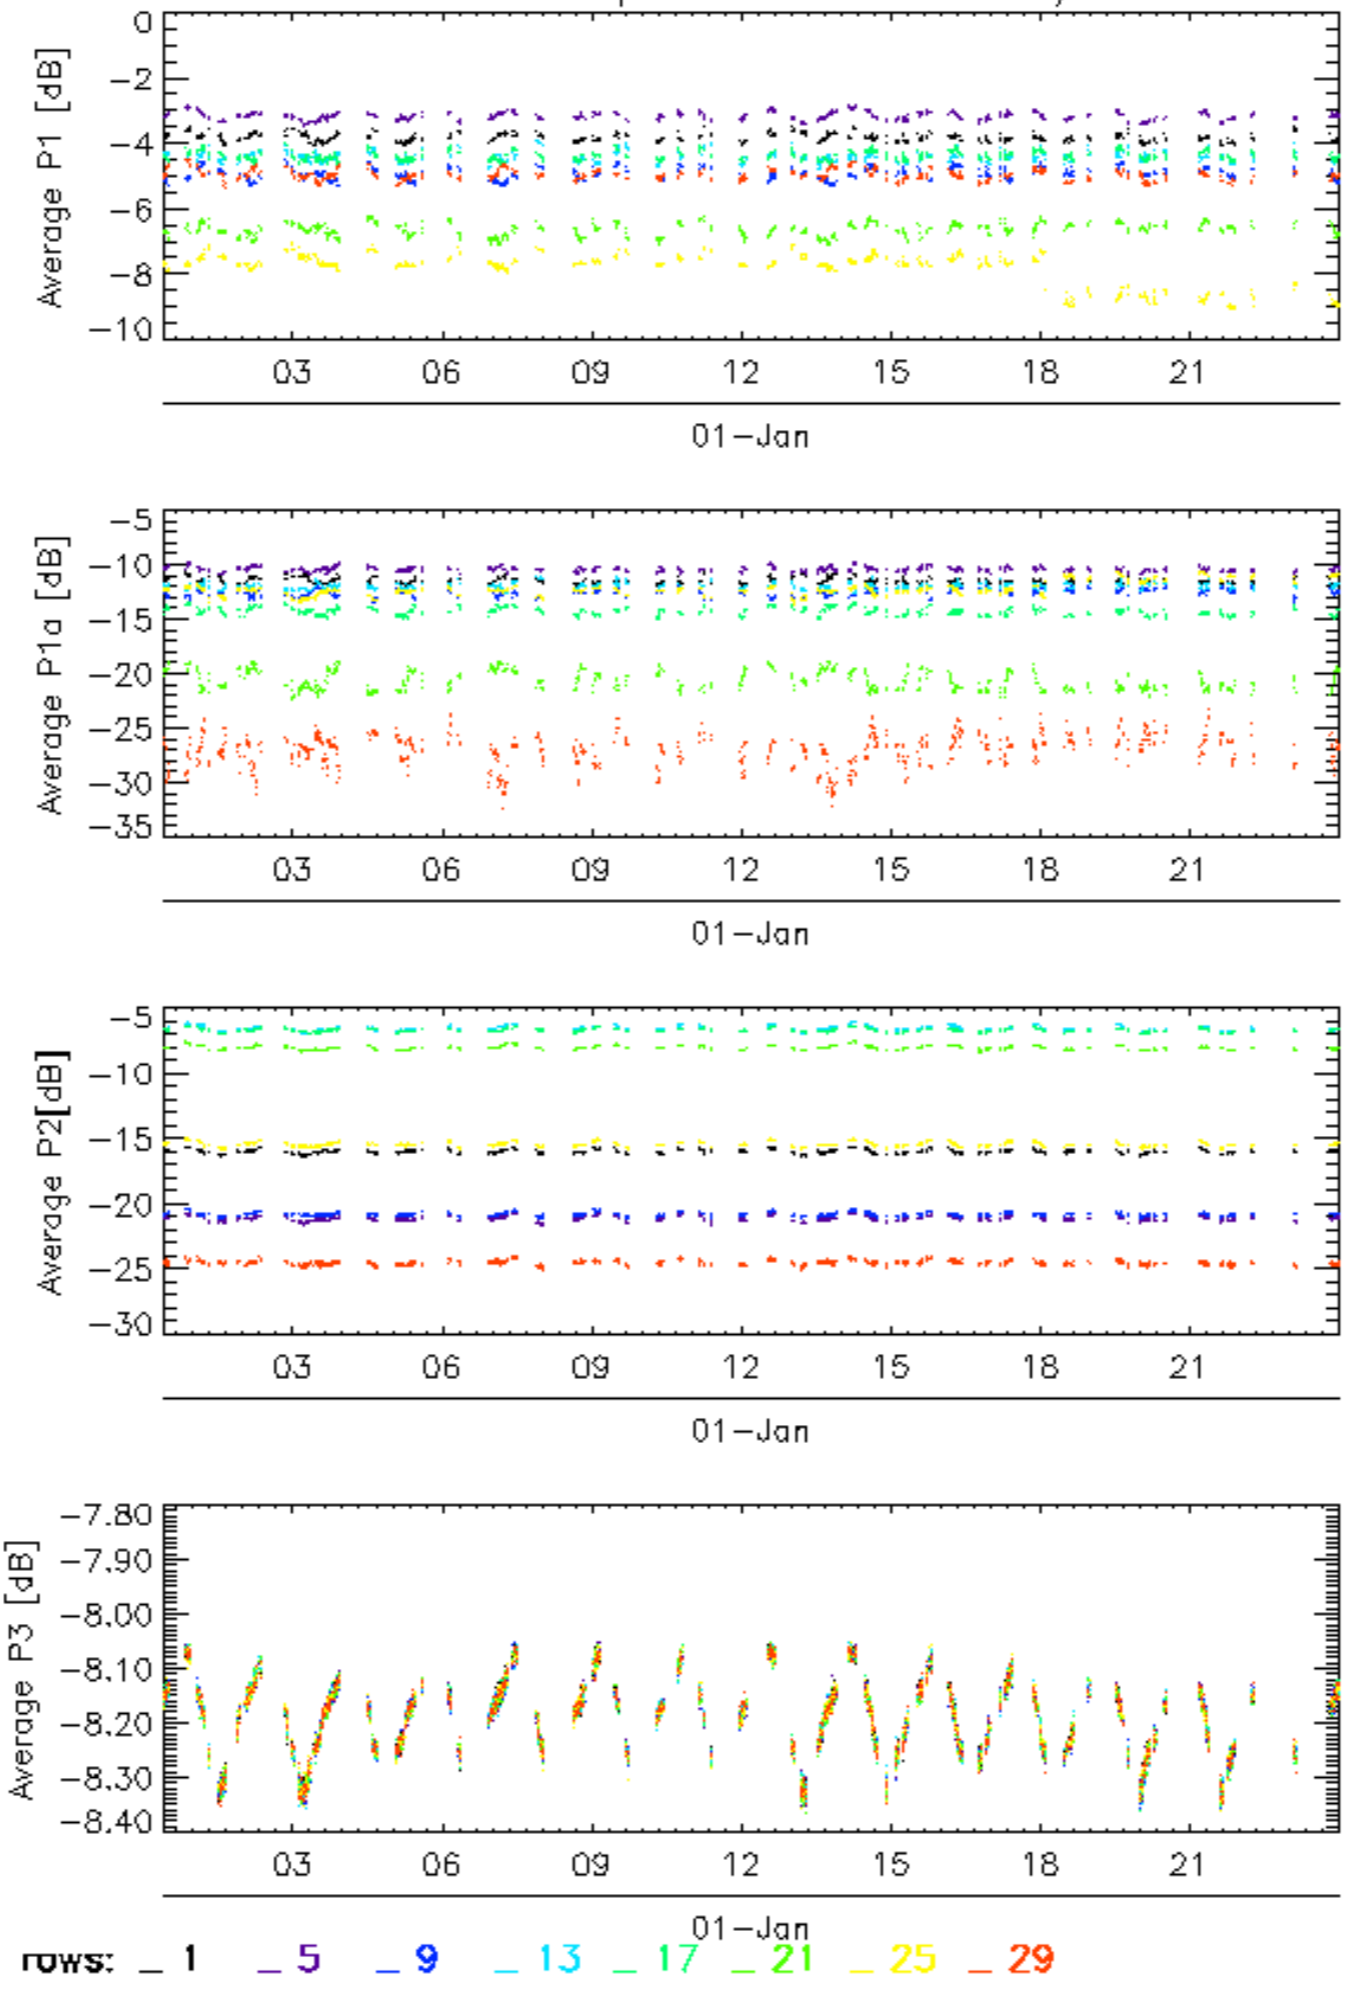 0
−2
−4
−6
−8
−10
Average P1 [dB]
03 06 09 12 15 18 21
01−Jan
−5
−10
−15
−20
−25
−30
−35
Average P1a [dB]
03 06 09 12 15 18 21
01−Jan
−5
−10
−15
−20
−25
−30
Average P2[dB]
03 06 09 12 15 18 21
01−Jan
−7.80
−7.90
−8.00
−8.10
−8.20
−8.30
−8.40
Average P3 [dB]
03 06 09 12 15 18 21
01−Jan
rows: _ 1 _ 5 _ 9 _ 13 _ 17 _ 21 _ 25 _ 29